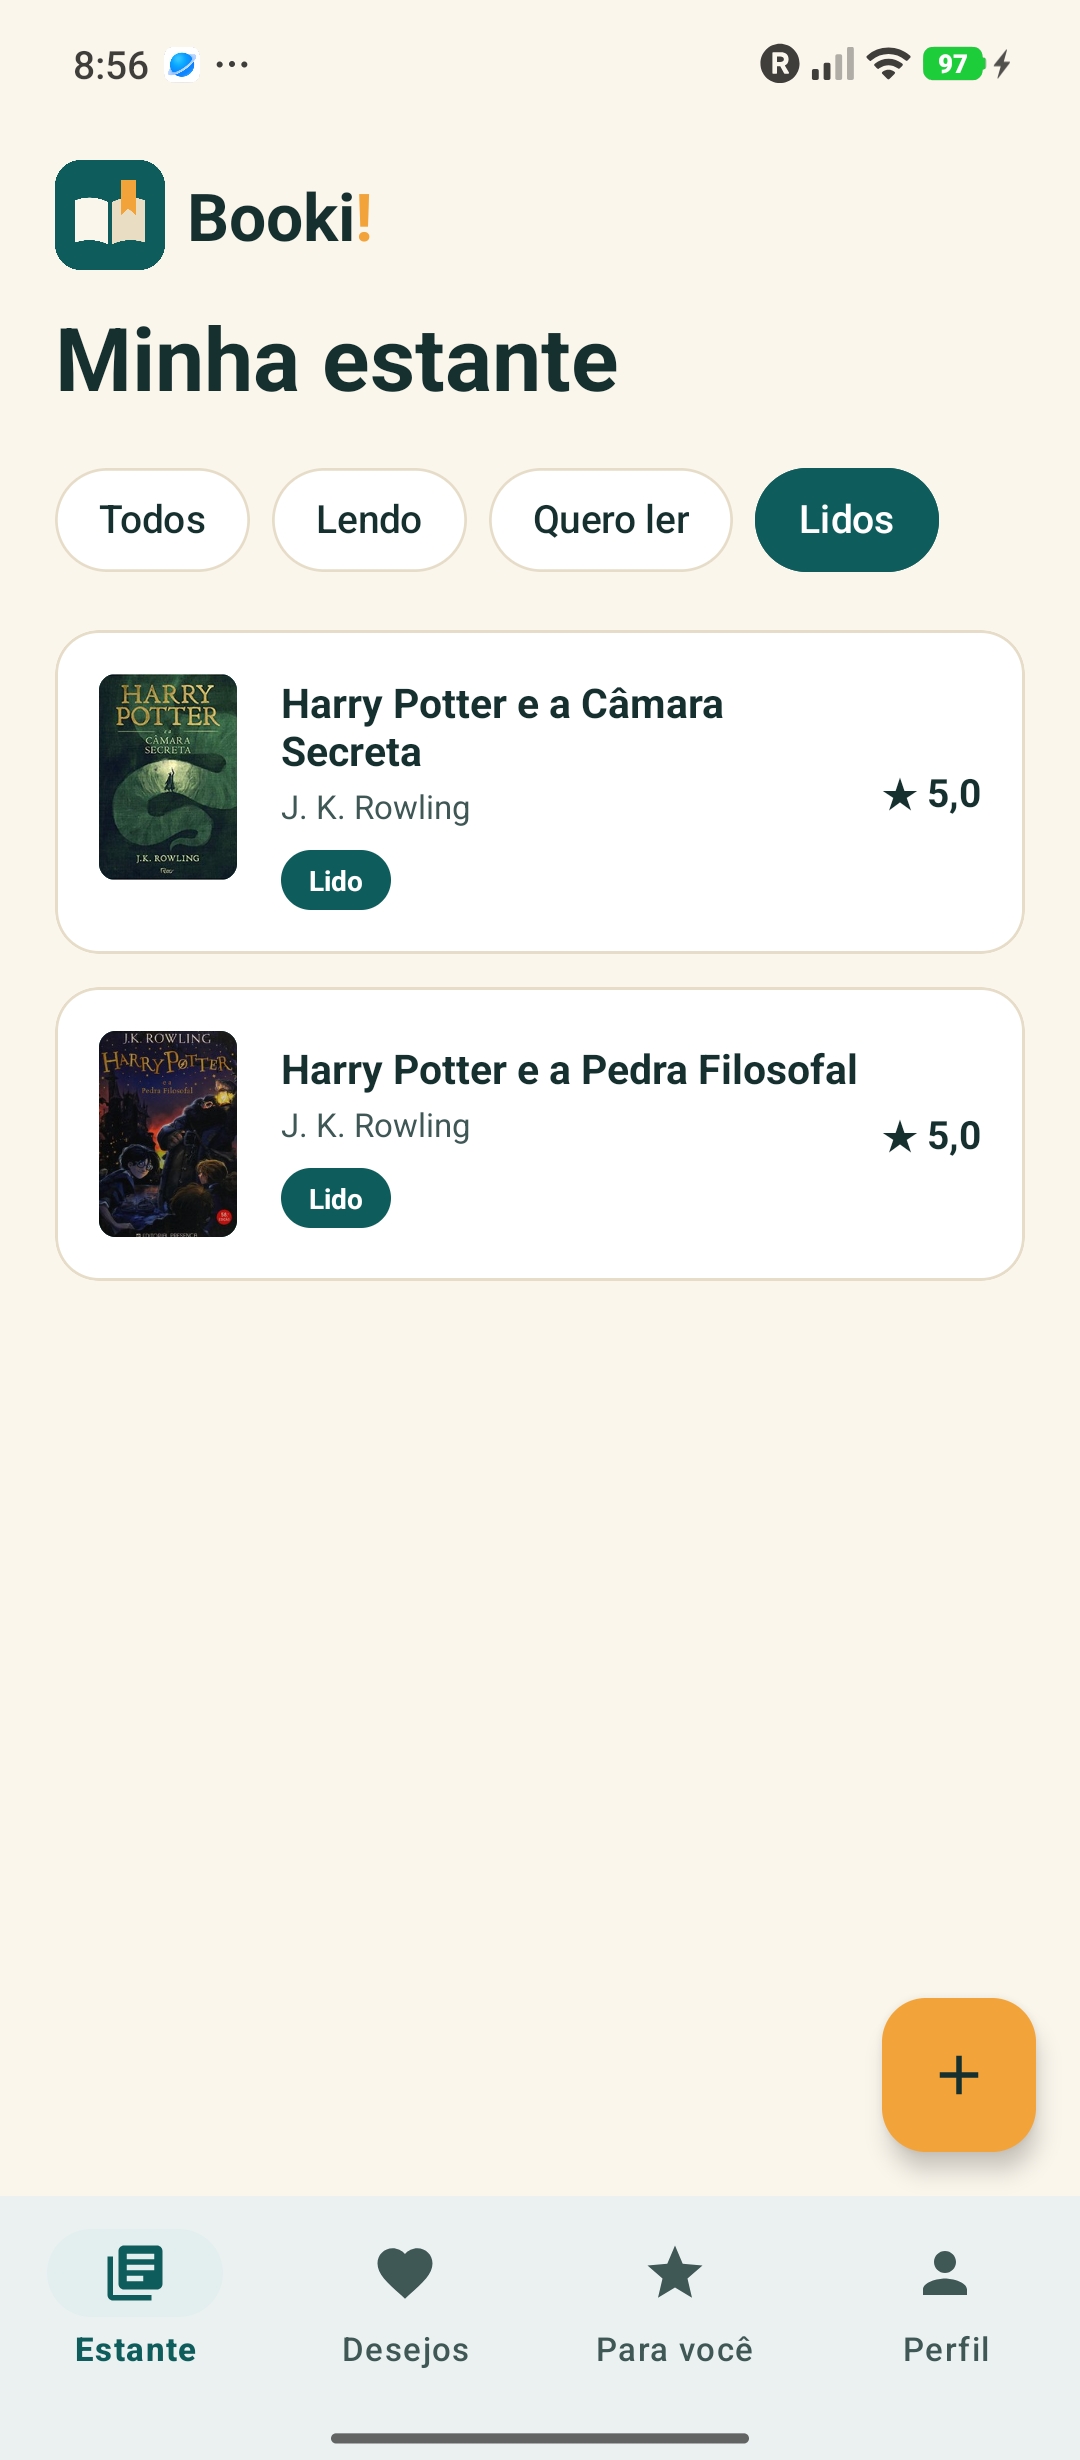 8:56
R
97
Booki!
Minha estante
Todos
Lendo
Quero ler
Lidos
HARRY
POTTER
e a
CÂMARA
SECRETA
J.K. ROWLING
Harry Potter e a Câmara
Secreta
J. K. Rowling
Lido
★ 5,0
J.K. ROWLING
HARRY POTTER
e a
Pedra Filosofal
Harry Potter e a Pedra Filosofal
J. K. Rowling
Lido
★ 5,0
+
Estante
Desejos
Para você
Perfil